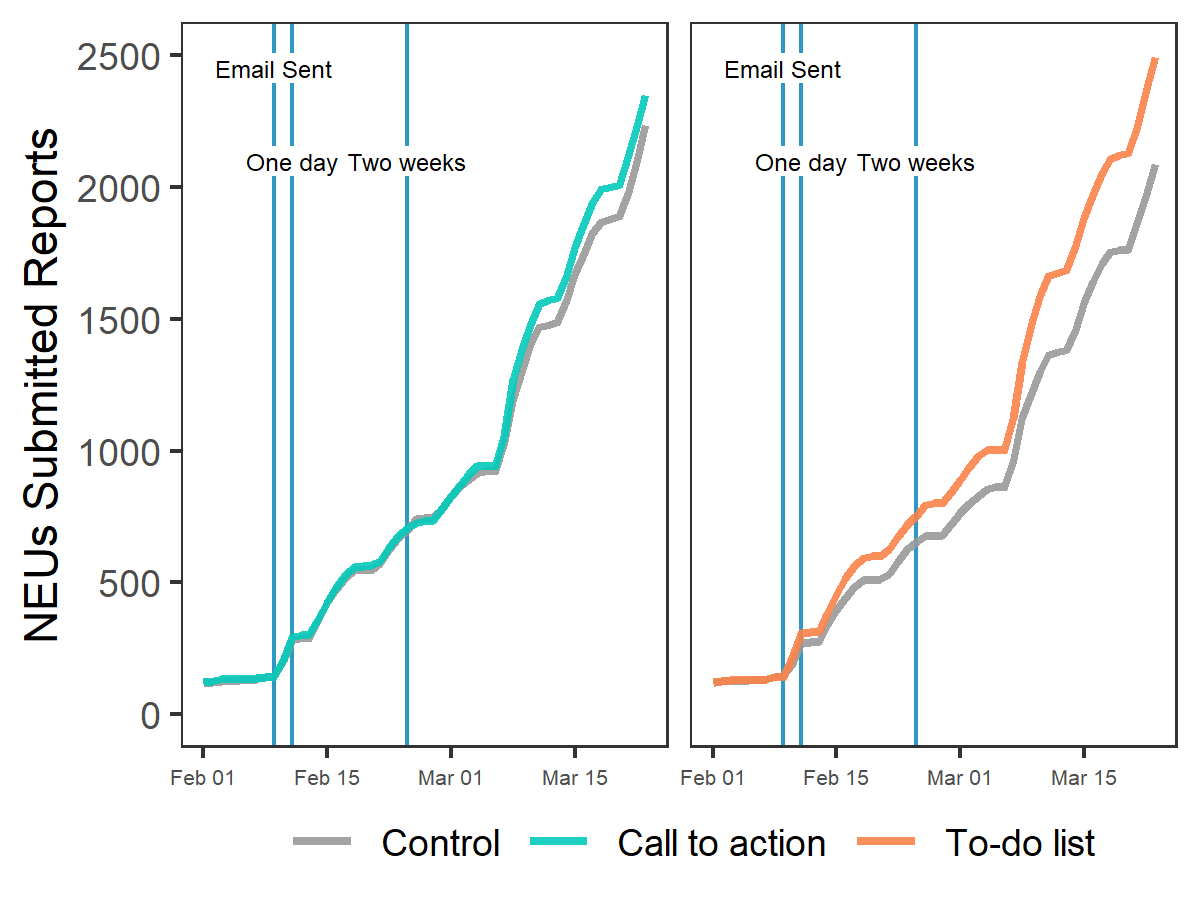 NEUs Submitted Reports
2500
2000
1500
1000
500
0
Email Sent
One day
Two weeks
Feb 01
Feb 15
Mar 01
Mar 15
Email Sent
One day
Two weeks
Feb 01
Feb 15
Mar 01
Mar 15
Control
Call to action
To-do list